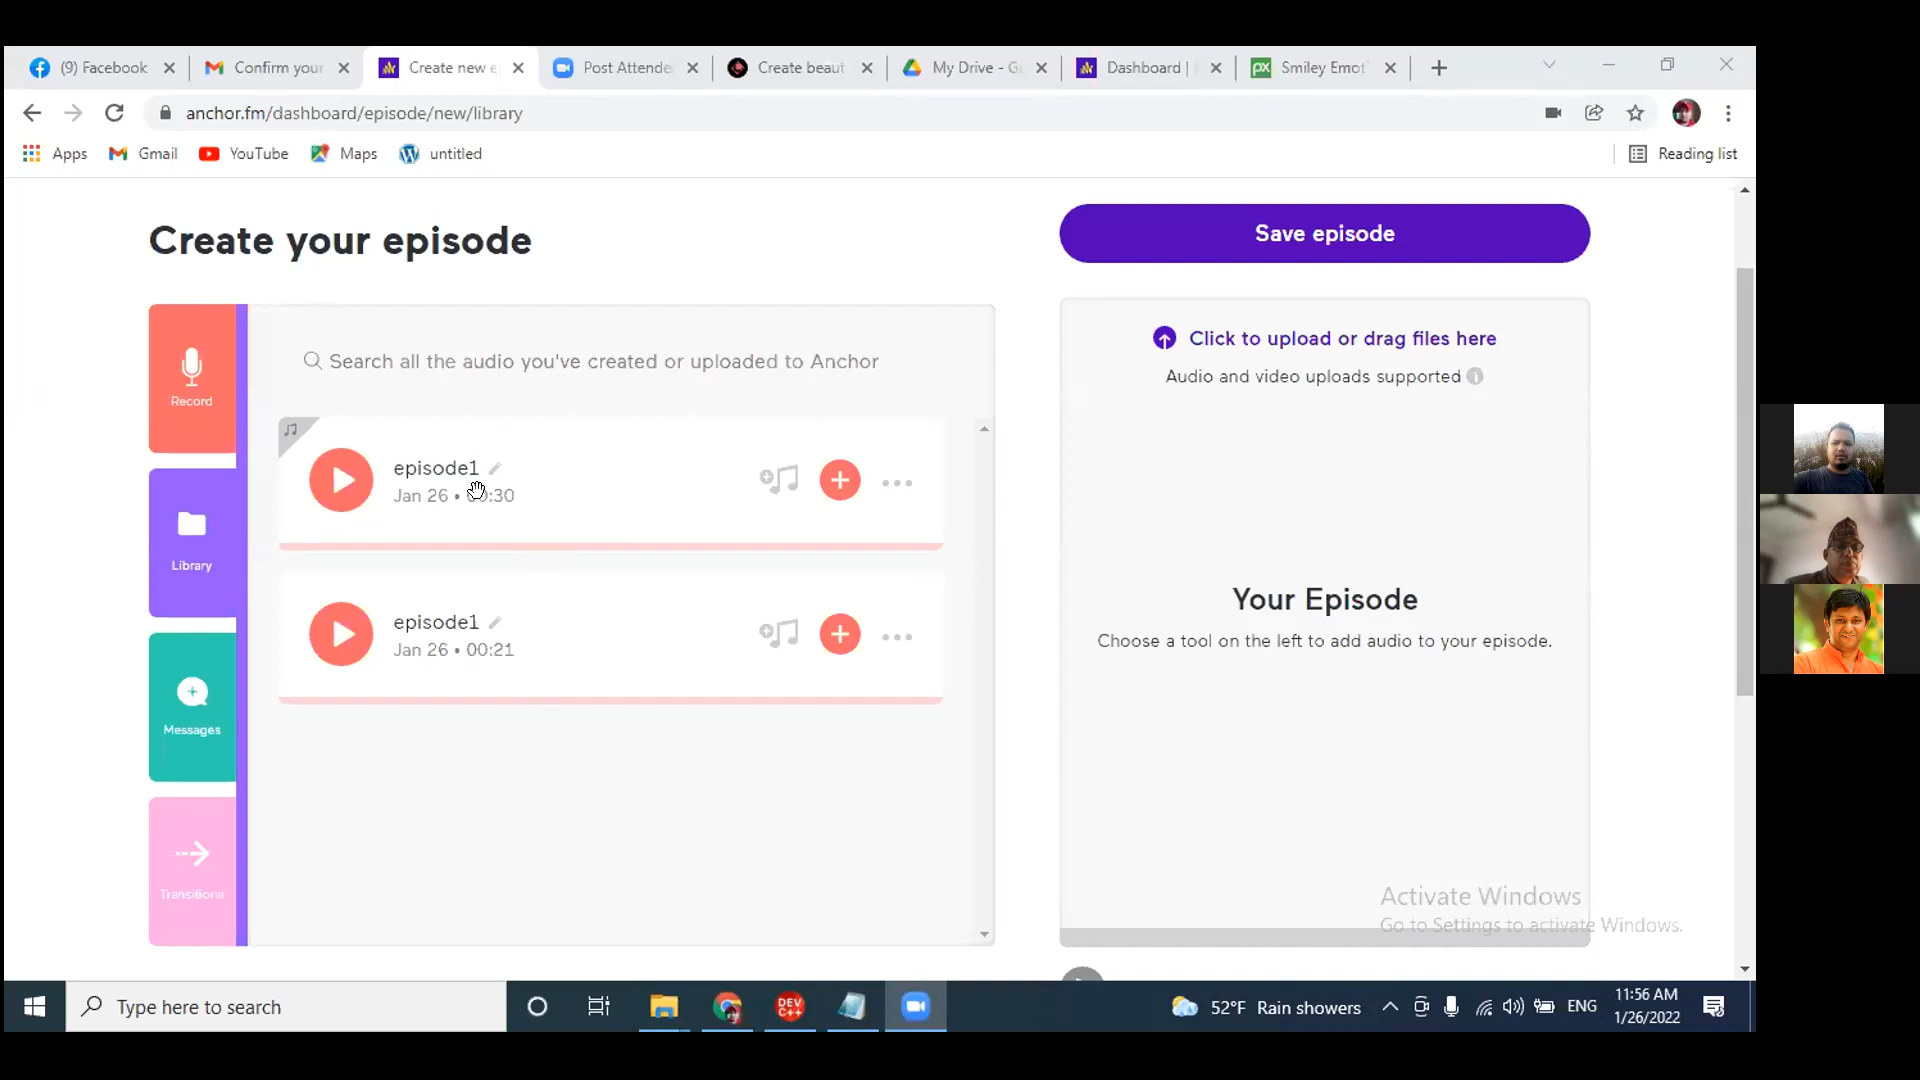 (9) Facebook
Confirm your
Create new e
Post Attende
Create beaut
My Drive - G
Dashboard |
Smiley Emot
anchor.fm/dashboard/episode/new/library
Apps
Gmail
YouTube
Maps
untitled
Reading list
Create your episode
Save episode
Record
Library
Messages
Transitions
Search all the audio you've created or uploaded to Anchor
episode1
Jan 26 • :30
episode1
Jan 26 • 00:21
Click to upload or drag files here
Audio and video uploads supported
Your Episode
Choose a tool on the left to add audio to your episode.
Activate Windows
Go to Settings to activate Windows.
Type here to search
DEV
C++
52°F Rain showers
ENG
11:56 AM
1/26/2022